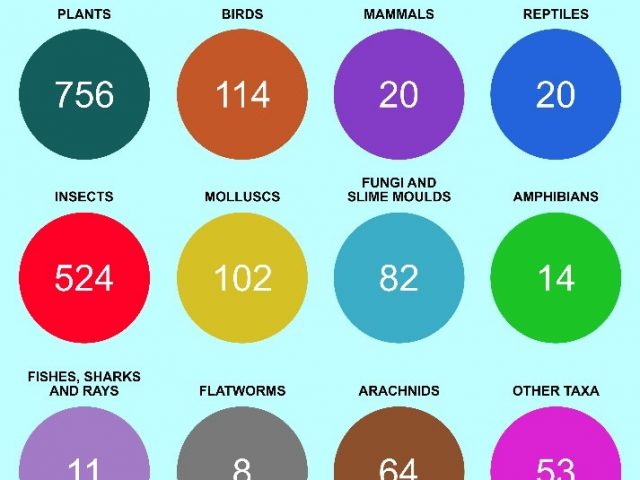 PLANTS
BIRDS
MAMMALS
REPTILES
756
114
20
20
INSECTS
MOLLUSCS
FUNGI AND
SLIME MOULDS
AMPHIBIANS
524
102
82
14
FISHES, SHARKS
AND RAYS
FLATWORMS
ARACHNIDS
OTHER TAXA
11
8
64
53